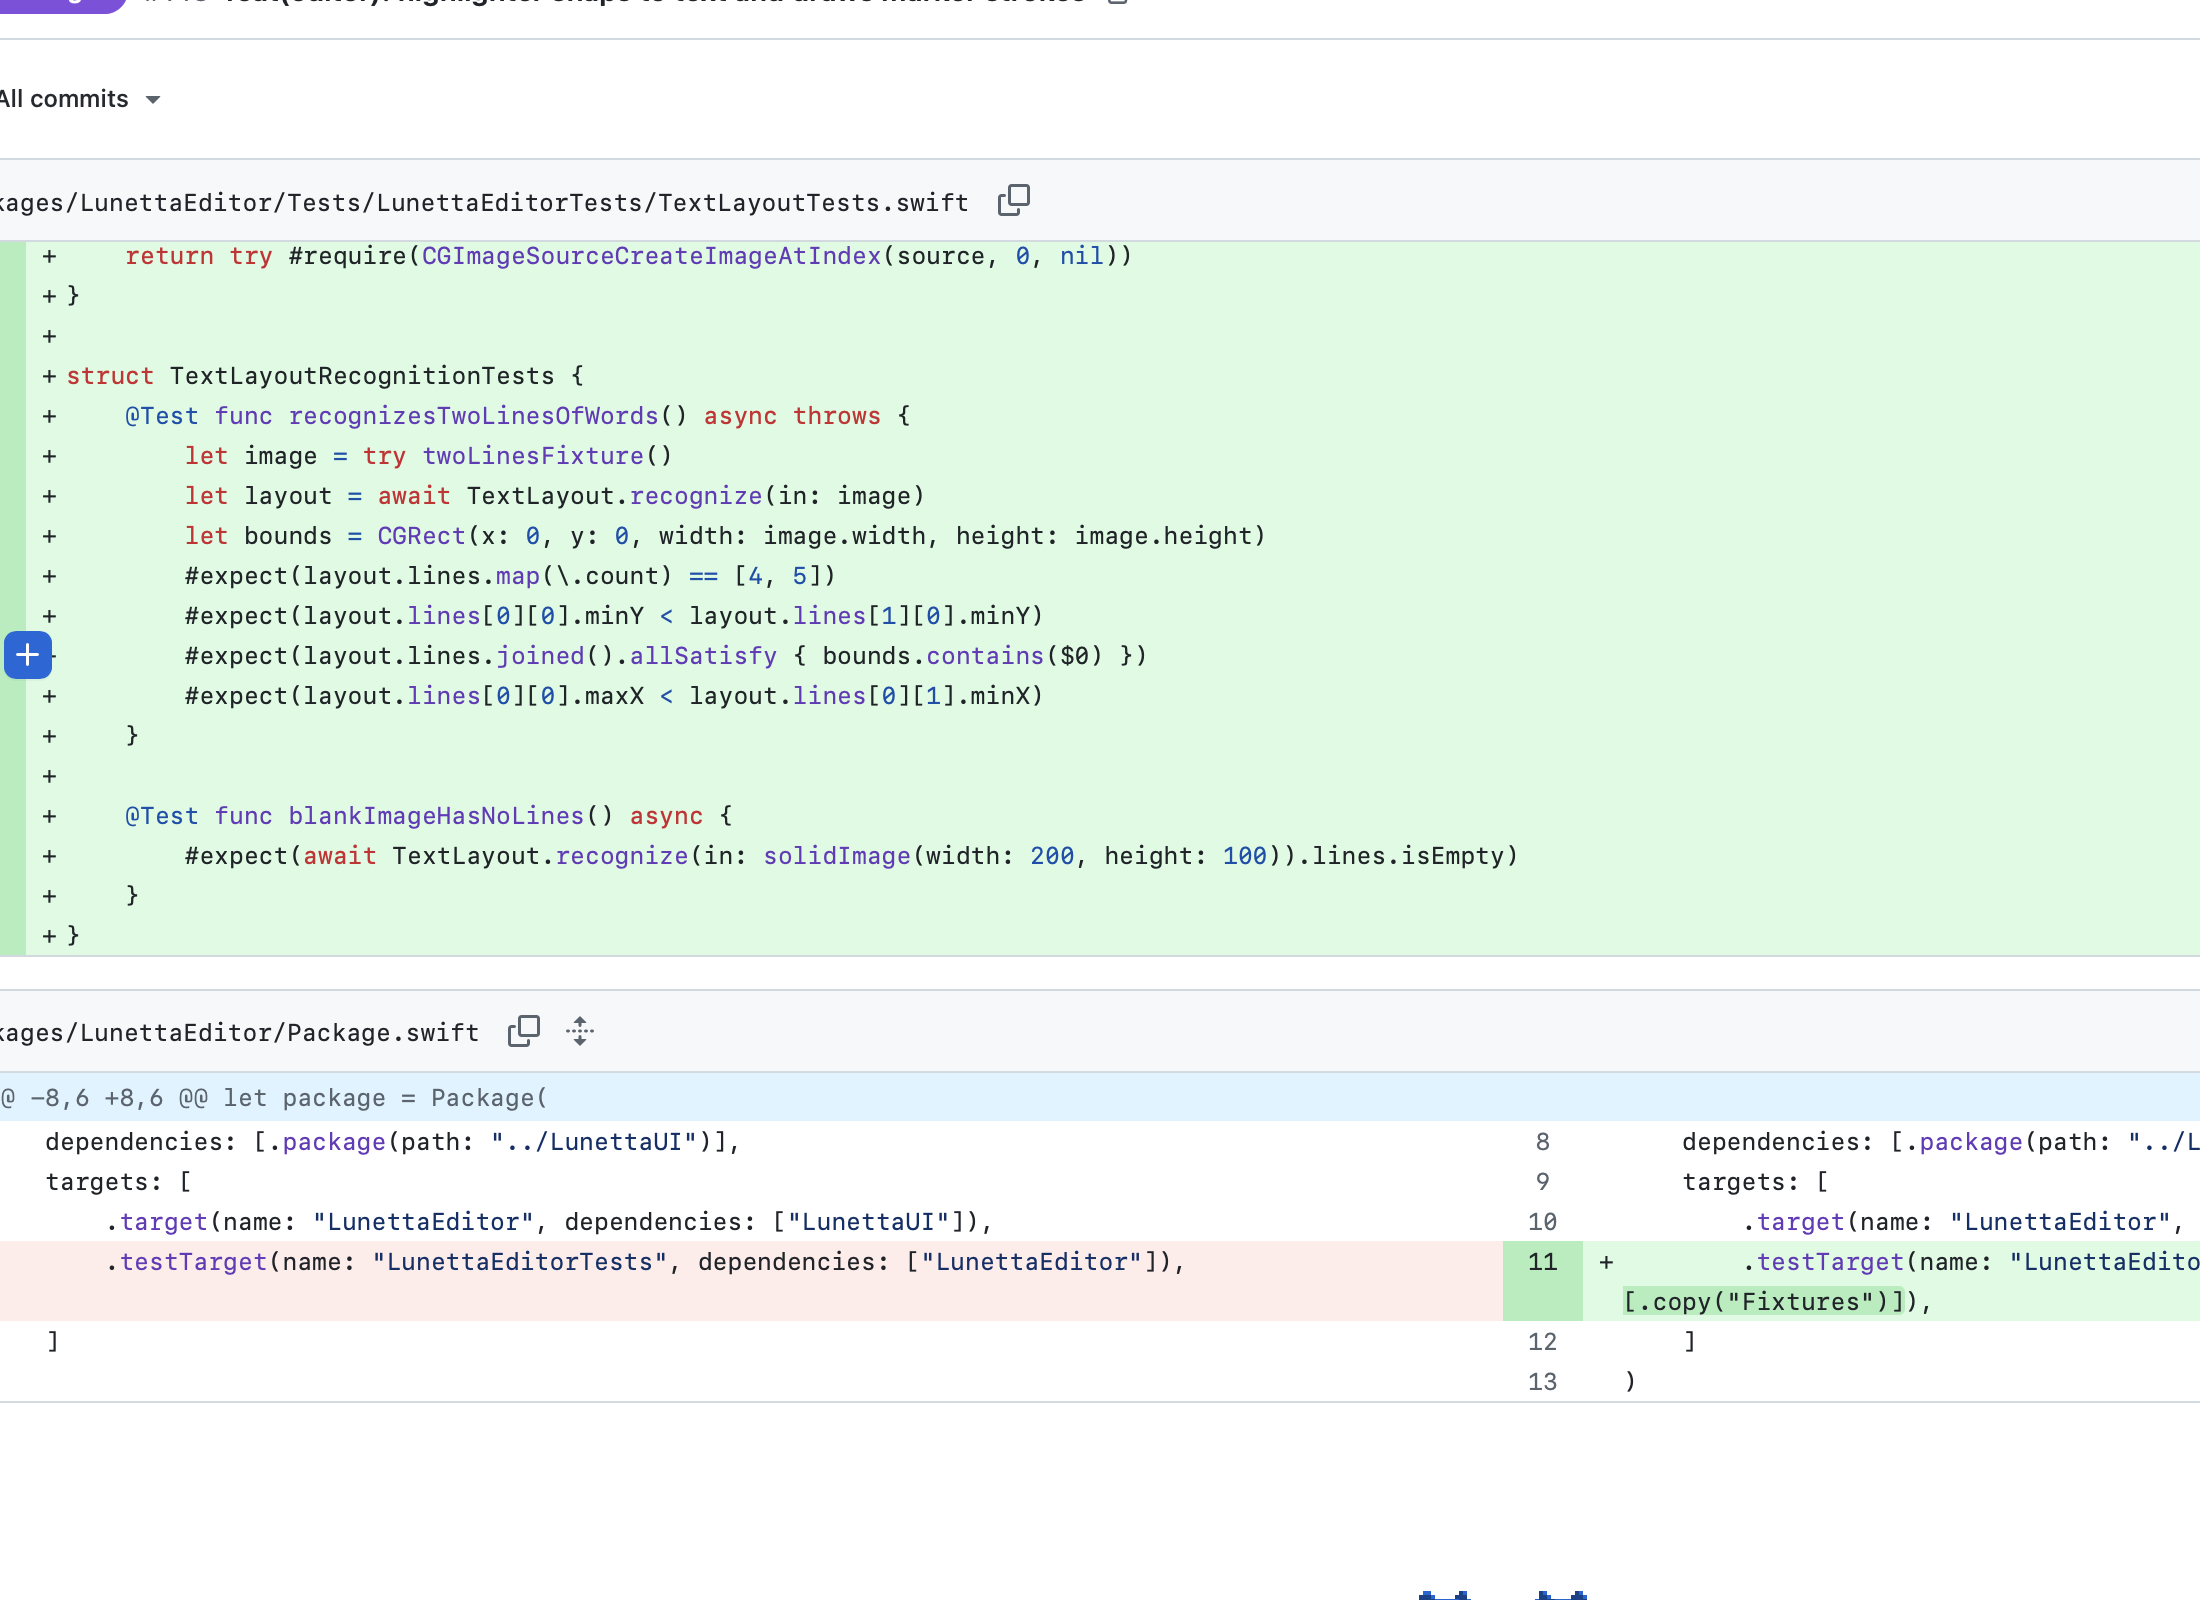 All commits
kages/LunettaEditor/Tests/LunettaEditorTests/TextLayoutTests.swift
+     return try #require(CGImageSourceCreateImageAtIndex(source, 0, nil))
+ }
+
+ struct TextLayoutRecognitionTests {
+     @Test func recognizesTwoLinesOfWords() async throws {
+         let image = try twoLinesFixture()
+         let layout = await TextLayout.recognize(in: image)
+         let bounds = CGRect(x: 0, y: 0, width: image.width, height: image.height)
+         #expect(layout.lines.map(\.count) == [4, 5])
+         #expect(layout.lines[0][0].minY < layout.lines[1][0].minY)
+         #expect(layout.lines.joined().allSatisfy { bounds.contains($0) })
+         #expect(layout.lines[0][0].maxX < layout.lines[0][1].minX)
+     }
+
+     @Test func blankImageHasNoLines() async {
+         #expect(await TextLayout.recognize(in: solidImage(width: 200, height: 100)).lines.isEmpty)
+     }
+ }
kages/LunettaEditor/Package.swift
@ -8,6 +8,6 @@ let package = Package(
dependencies: [.package(path: "../LunettaUI")],
targets: [
.target(name: "LunettaEditor", dependencies: ["LunettaUI"]),
.testTarget(name: "LunettaEditorTests", dependencies: ["LunettaEditor"]),
]
8 dependencies: [.package(path: "../L
9 targets: [
10 .target(name: "LunettaEditor",
11 + .testTarget(name: "LunettaEdito
[.copy("Fixtures")]),
12 ]
13 )